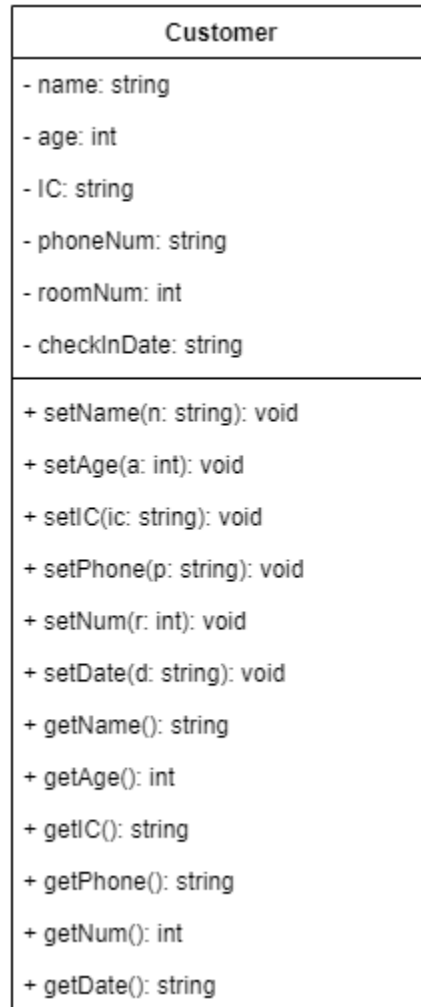 Customer
- name: string
- age: int
- IC: string
- phoneNum: string
- roomNum: int
- checkInDate: string
+ setName(n: string): void
+ setAge(a: int): void
+ setIC(ic: string): void
+ setPhone(p: string): void
+ setNum(r: int): void
+ setDate(d: string): void
+ getName(): string
+ getAge(): int
+ getIC(): string
+ getPhone(): string
+ getNum(): int
+ getDate(): string